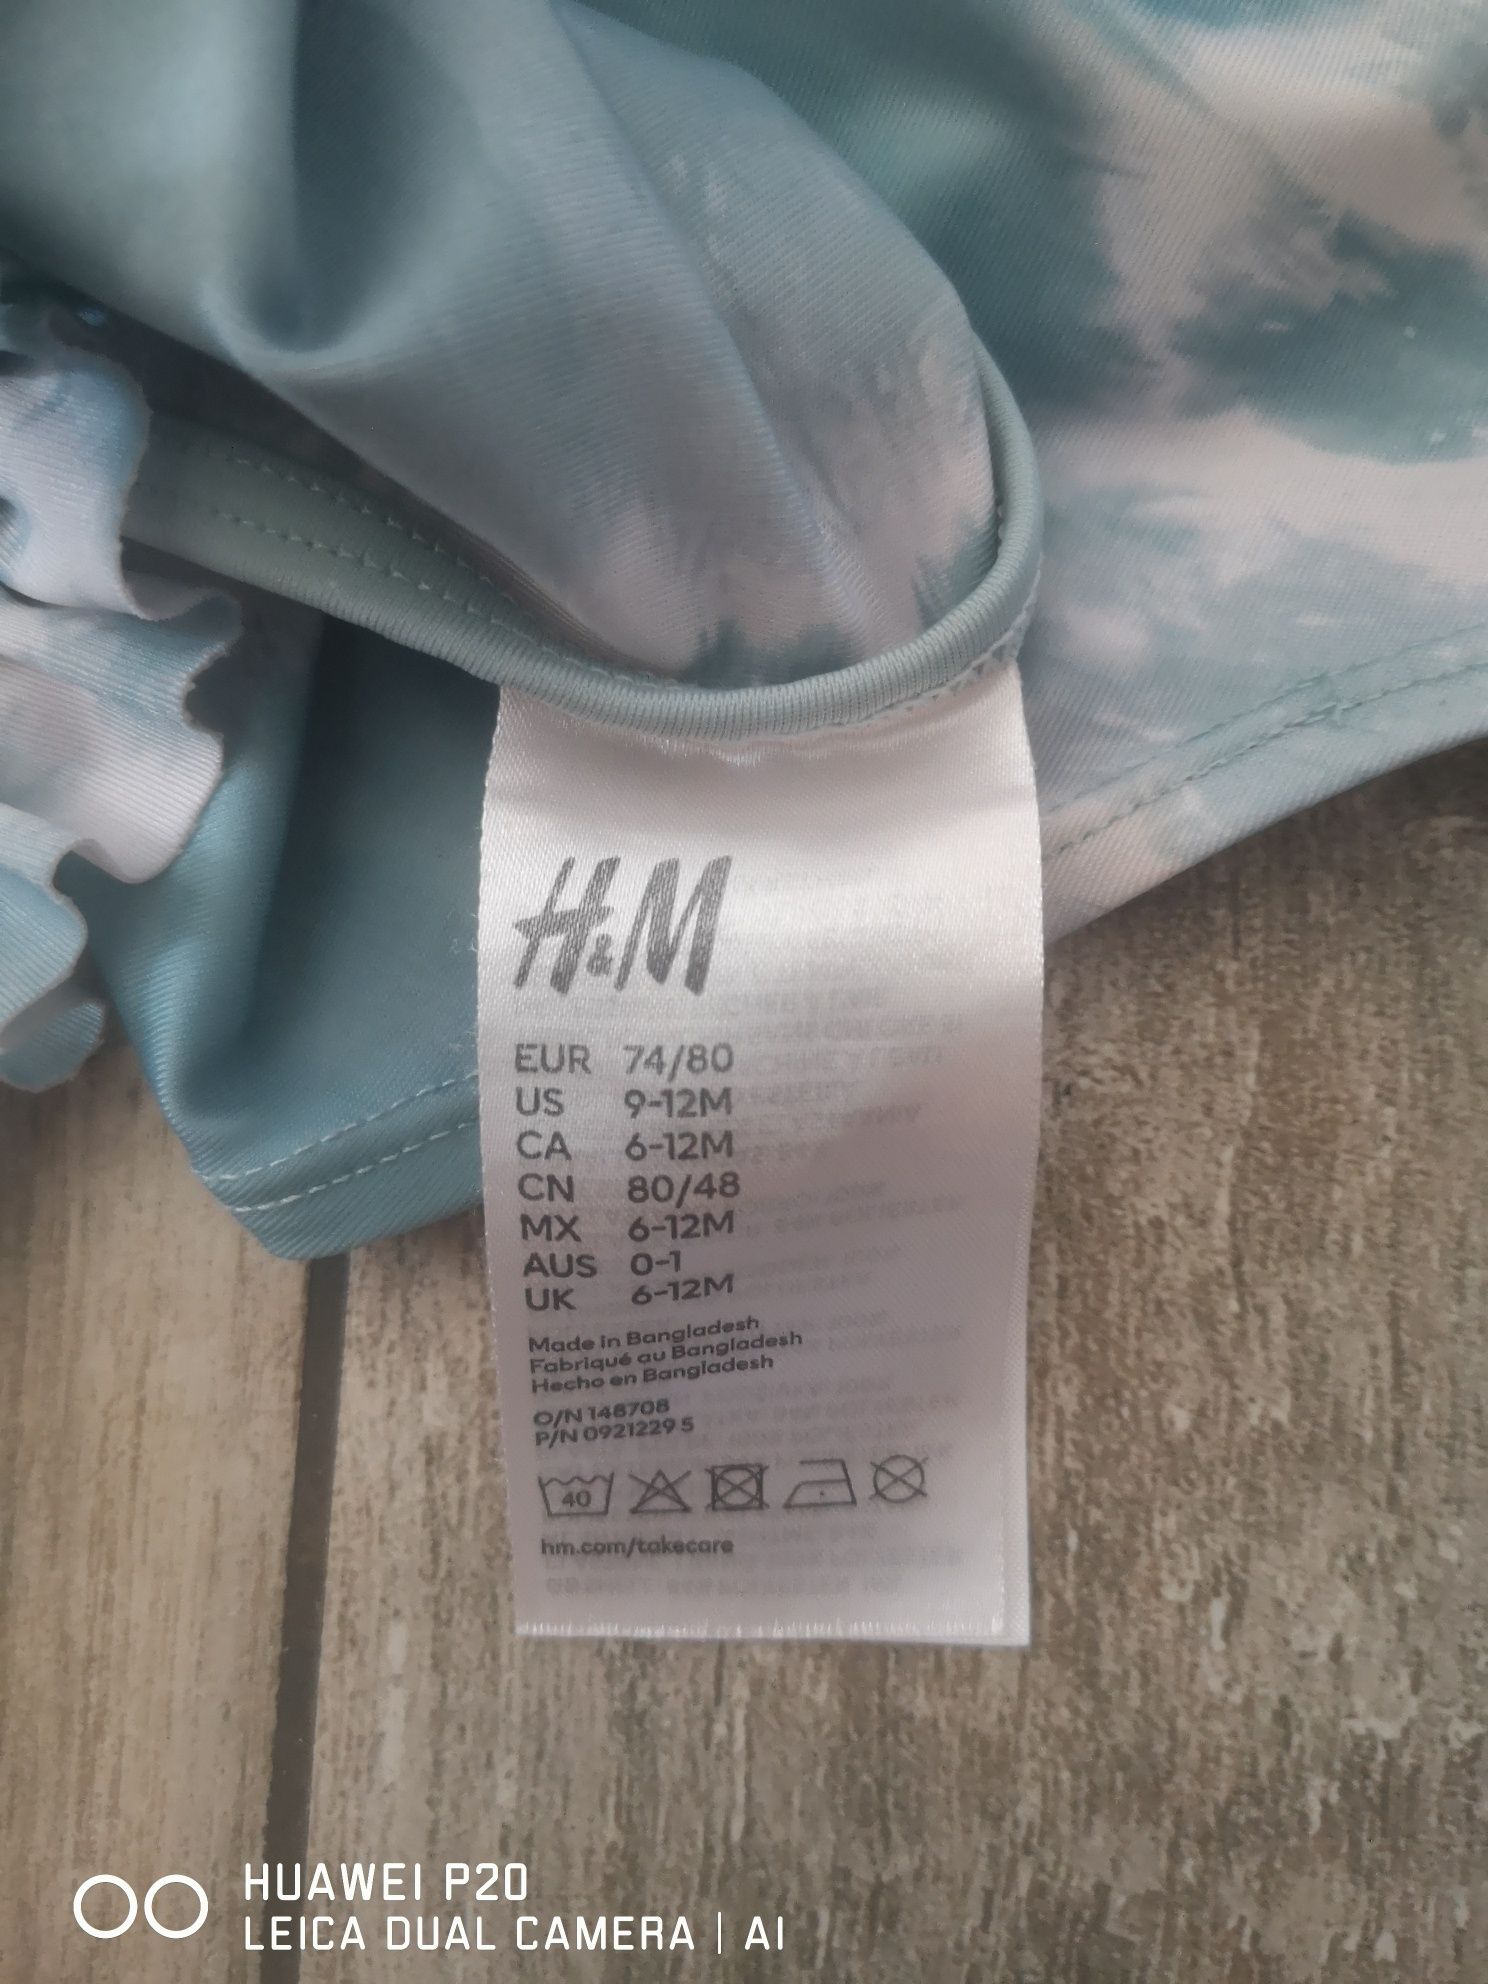 H&M
EUR 74/80
US 9-12M
CA 6-12M
CN 80/48
MX 6-12M
AUS 0-1
UK 6-12M
Made in Bangladesh
Fabriqué au Bangladesh
Hecho en Bangladesh
O/N 148708
P/N 0921229 5
40
hm.com/takecare
HUAWEI P20
LEICA DUAL CAMERA | AI